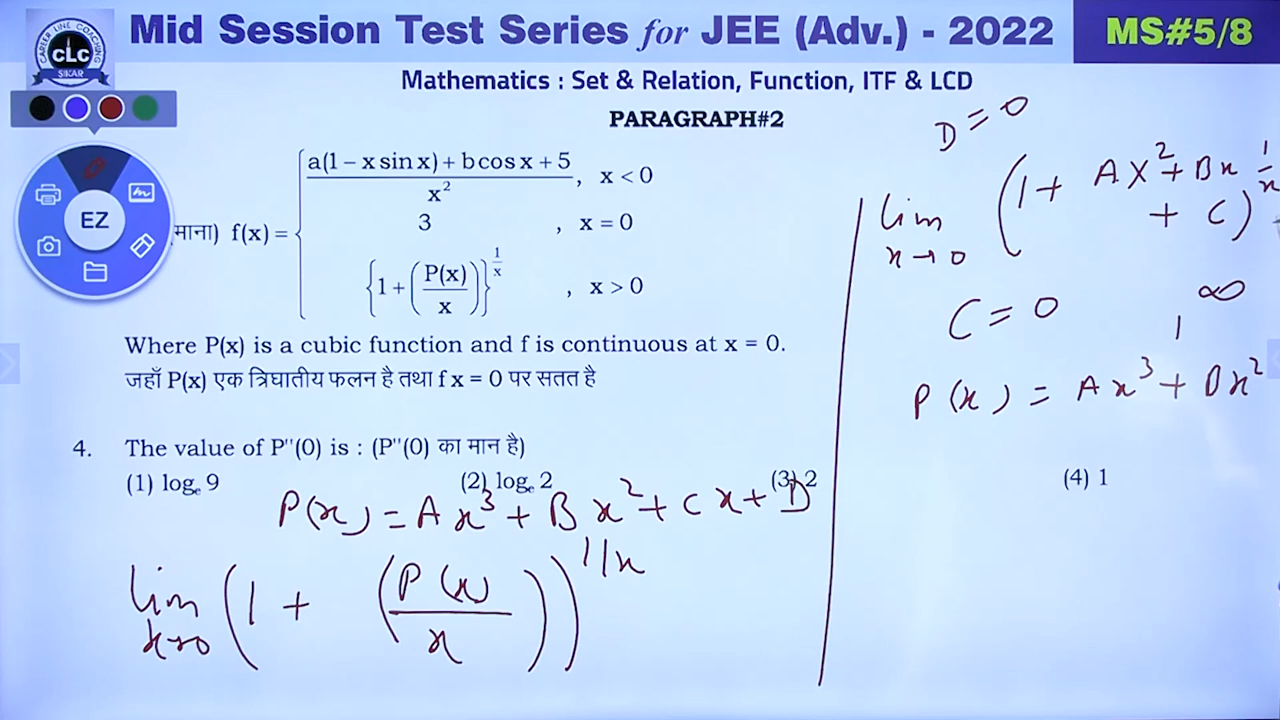 Mid Session Test Series for JEE (Adv.) - 2022
MS#5/8
CAREER LINE COACHING
CLC
SIKAR
Mathematics : Set & Relation, Function, ITF & LCD
PARAGRAPH#2
EZ
माना) f(x) =
a(1 – x sin x) + b cos x + 5 / x² , x < 0
3 , x = 0
{1 + (P(x)/x)}^(1/x) , x > 0
Where P(x) is a cubic function and f is continuous at x = 0.
जहाँ P(x) एक त्रिघातीय फलन है तथा f x = 0 पर सतत है
4. The value of P''(0) is : (P''(0) का मान है)
(1) logₑ 9 (2) logₑ 2 (3) 2 (4) 1
P(x) = Ax³ + Bx² + Cx + D
lim x→0 (1 + (P(x)/x))^1/x
D = 0
lim x→0 (1 + Ax² + Bx + C)^1/x
C = 0
1^∞
P(x) = Ax³ + Bx²